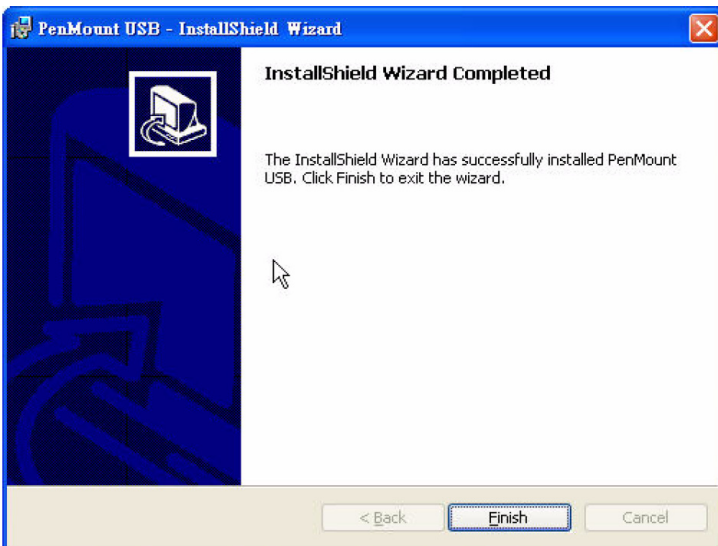 PenMount USB - InstallShield Wizard
InstallShield Wizard Completed
The InstallShield Wizard has successfully installed PenMount
USB. Click Finish to exit the wizard.
< Back
Finish
Cancel